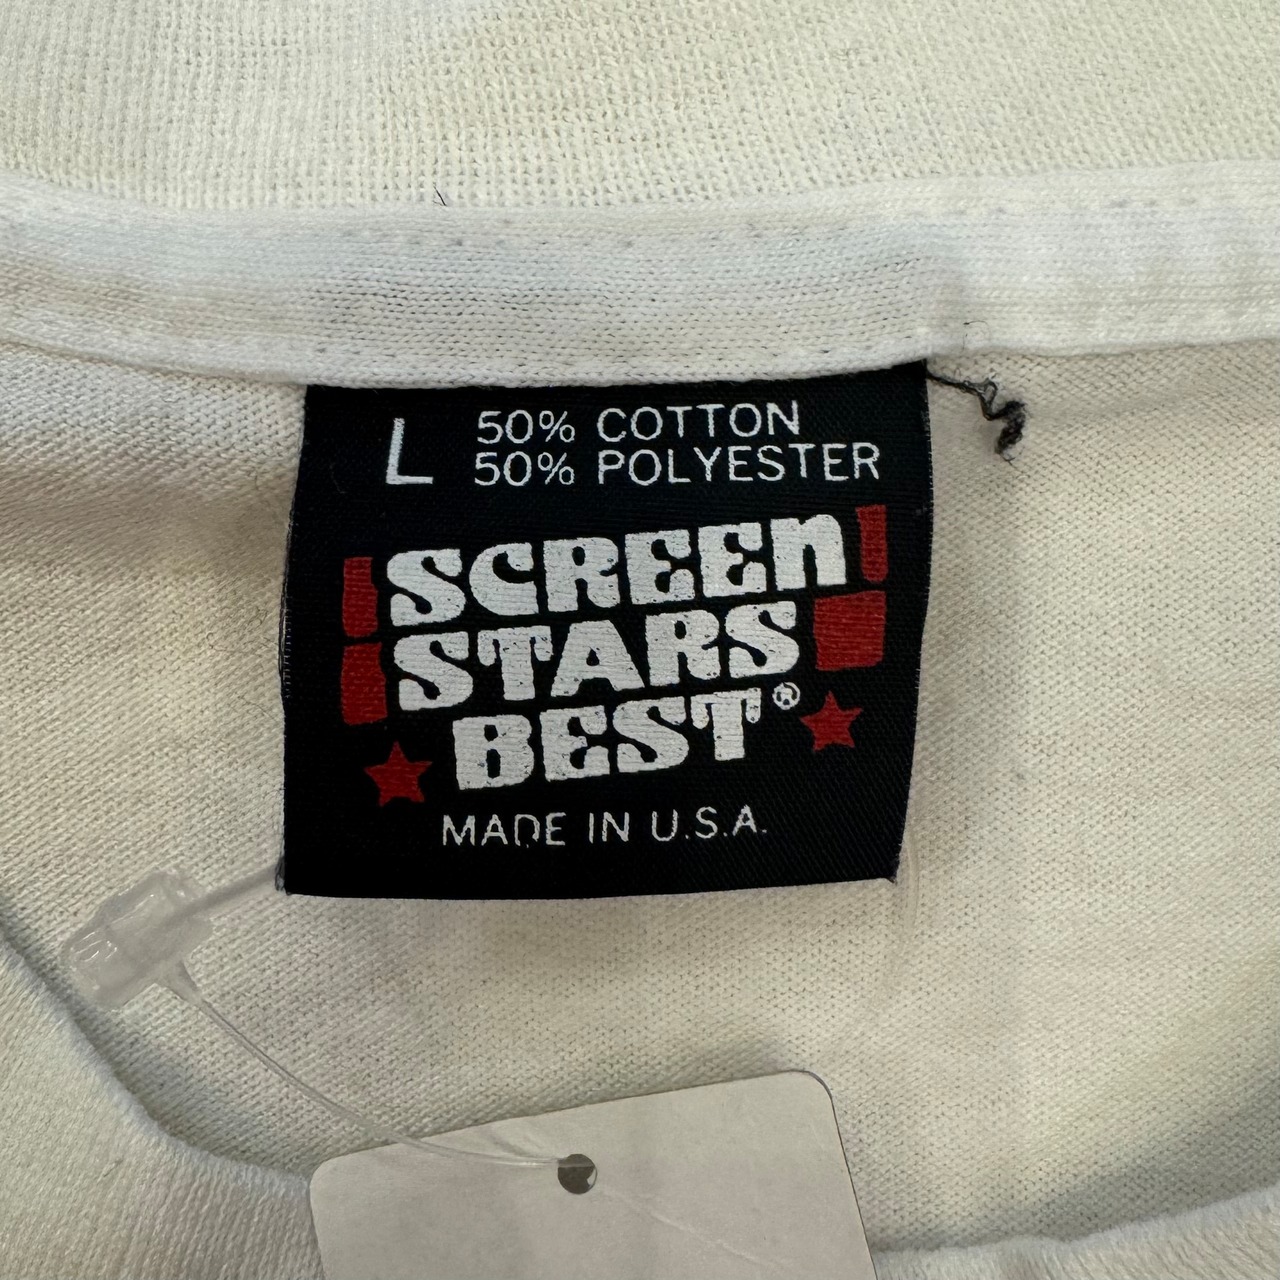 L 50% COTTON
50% POLYESTER
SCREEN
STARS
BEST®
MADE IN U.S.A.